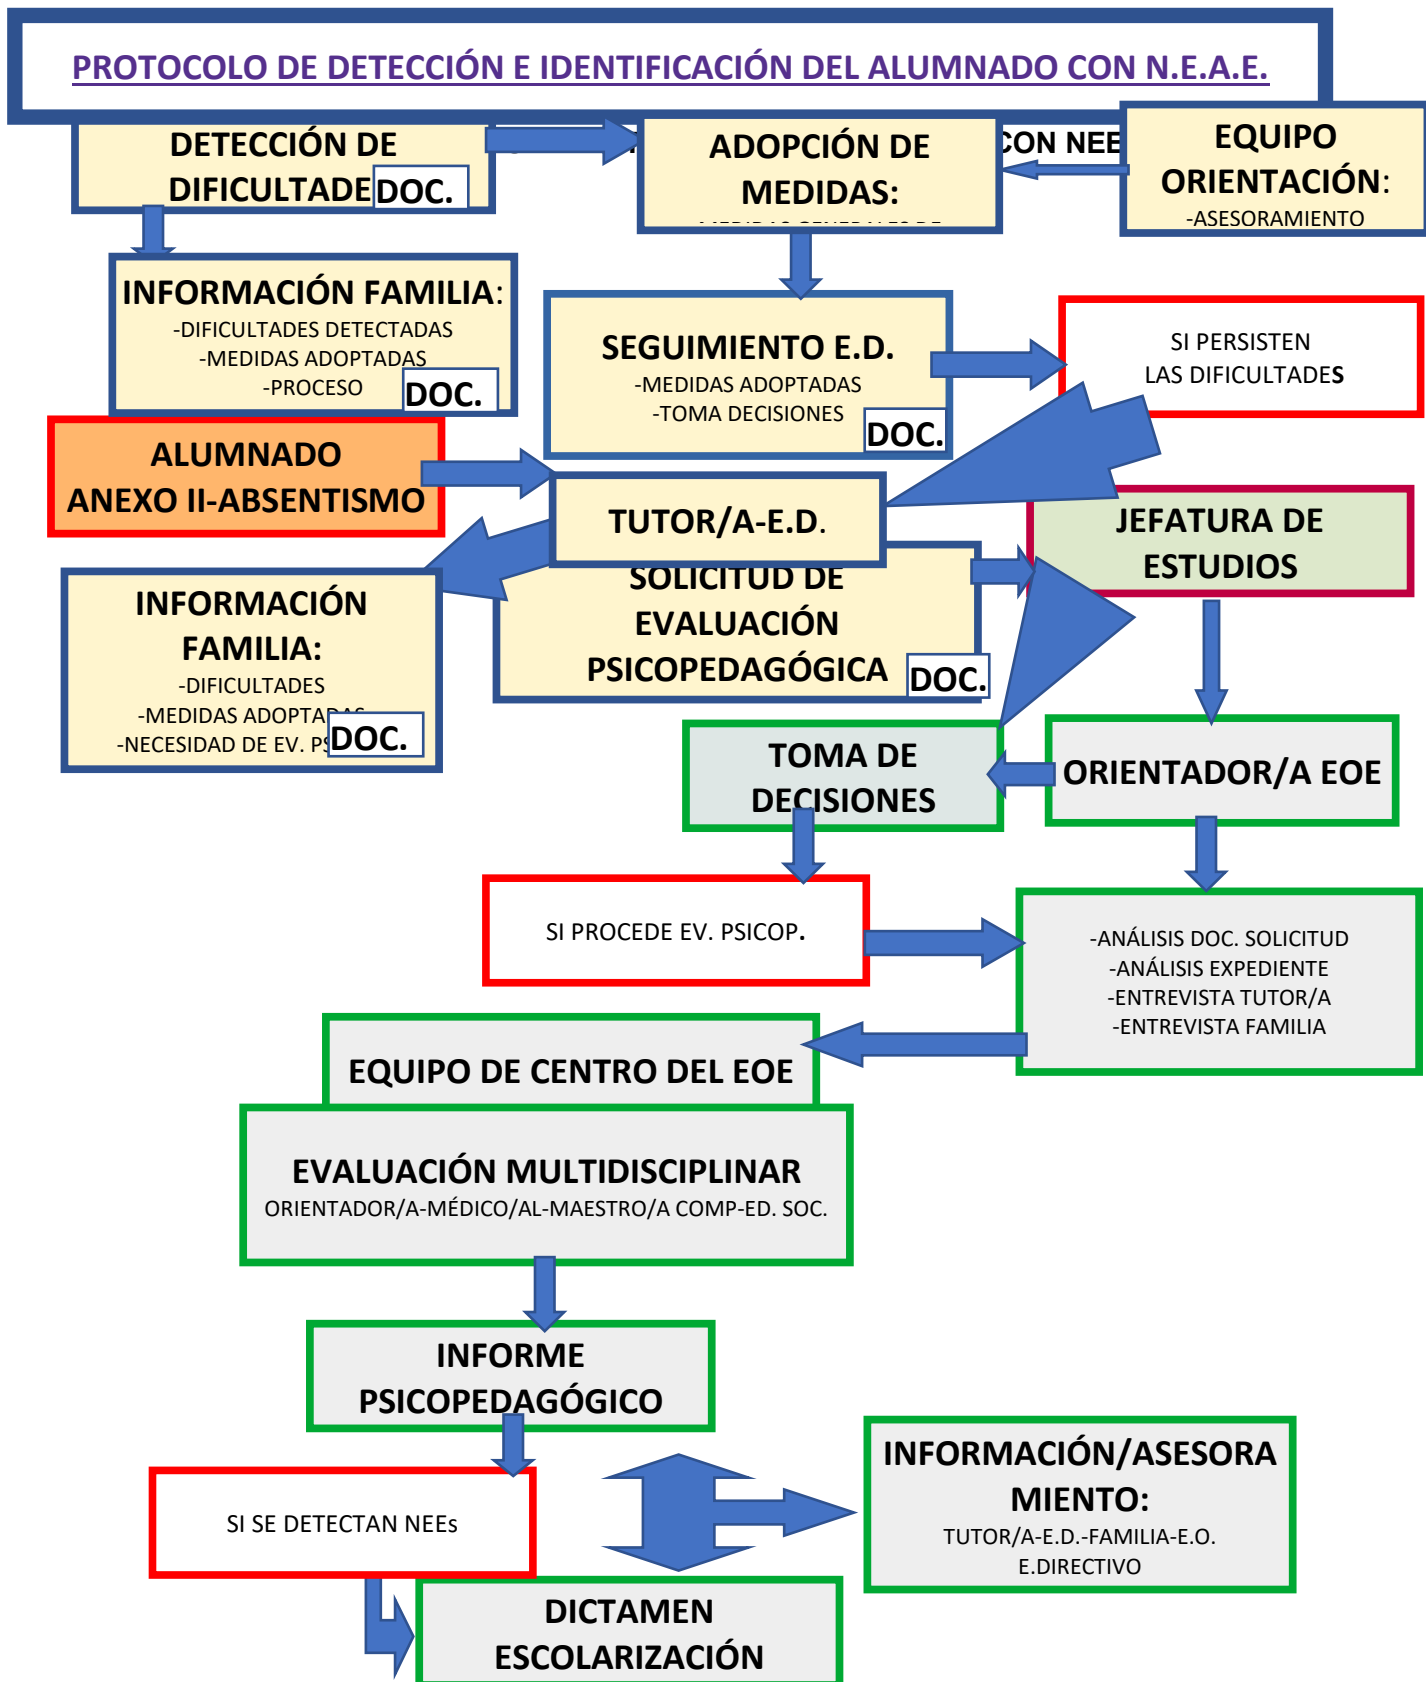 PROTOCOLO DE DETECCIÓN E IDENTIFICACIÓN DEL ALUMNADO CON N.E.A.E.
CON NEE
DETECCIÓN DE
DIFICULTADE
DOC.
ADOPCIÓN DE
MEDIDAS:
EQUIPO
ORIENTACIÓN:
-ASESORAMIENTO
INFORMACIÓN FAMILIA:
-DIFICULTADES DETECTADAS
-MEDIDAS ADOPTADAS
-PROCESO
DOC.
SEGUIMIENTO E.D.
-MEDIDAS ADOPTADAS
-TOMA DECISIONES
DOC.
SI PERSISTEN
LAS DIFICULTADES
ALUMNADO
ANEXO II-ABSENTISMO
TUTOR/A-E.D.
SOLICITUD DE
EVALUACIÓN
PSICOPEDAGÓGICA
DOC.
JEFATURA DE
ESTUDIOS
INFORMACIÓN
FAMILIA:
-DIFICULTADES
-MEDIDAS ADOPTADAS
-NECESIDAD DE EV.
DOC.
TOMA DE
DECISIONES
ORIENTADOR/A EOE
SI PROCEDE EV. PSICOP.
-ANÁLISIS DOC. SOLICITUD
-ANÁLISIS EXPEDIENTE
-ENTREVISTA TUTOR/A
-ENTREVISTA FAMILIA
EQUIPO DE CENTRO DEL EOE
EVALUACIÓN MULTIDISCIPLINAR
ORIENTADOR/A-MÉDICO/AL-MAESTRO/A COMP-ED. SOC.
INFORME
PSICOPEDAGÓGICO
SI SE DETECTAN NEEs
INFORMACIÓN/ASESORA
MIENTO:
TUTOR/A-E.D.-FAMILIA-E.O.
E.DIRECTIVO
DICTAMEN
ESCOLARIZACIÓN